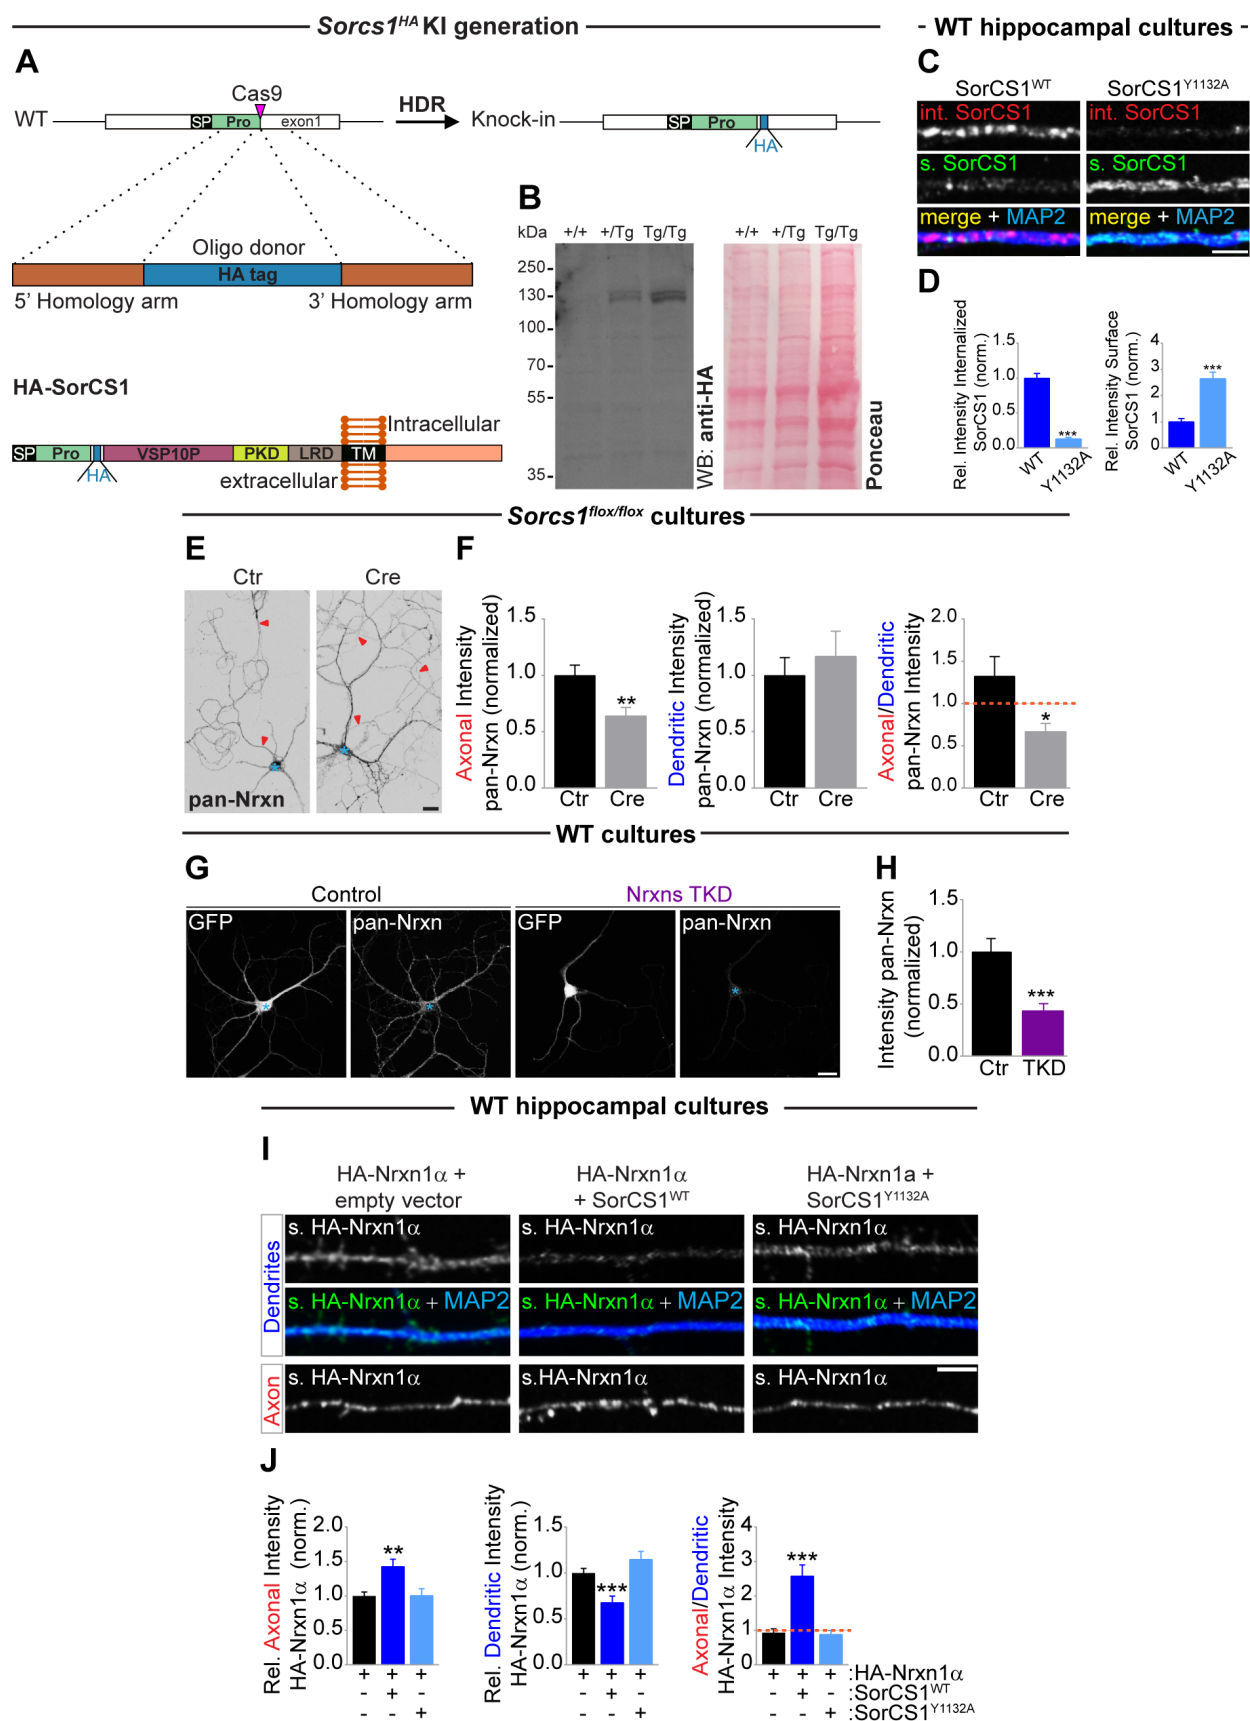 Sorcs1HA KI generation
WT hippocampal cultures
A
Cas9
WT
SP
Pro
exon1
HDR
Knock-in
SP
Pro
HA
Oligo donor
HA tag
5’ Homology arm
3’ Homology arm
HA-SorCS1
Intracellular
SP
Pro
VSP10P
PKD
LRD
TM
HA
extracellular
B
kDa
+/+ +/Tg Tg/Tg
+/+ +/Tg Tg/Tg
250
130
100
70
55
35
WB: anti-HA
Ponceau
C
SorCS1WT
SorCS1Y1132A
int. SorCS1
int. SorCS1
s. SorCS1
s. SorCS1
merge + MAP2
merge + MAP2
D
Rel. Intensity Internalized
SorCS1 (norm.)
1.5
1.0
0.5
0.0
***
WT
Y1132A
Rel. Intensity Surface
SorCS1 (norm.)
4
3
2
1
0
***
WT
Y1132A
Sorcs1flox/flox cultures
E
Ctr
Cre
*
*
pan-Nrxn
F
Axonal Intensity
pan-Nrxn (normalized)
1.5
1.0
0.5
0.0
**
Ctr
Cre
Dendritic Intensity
pan-Nrxn (normalized)
1.5
1.0
0.5
0.0
Ctr
Cre
Axonal/Dendritic
pan-Nrxn Intensity
2.0
1.5
1.0
0.5
0.0
*
Ctr
Cre
WT cultures
G
Control
Nrxns TKD
GFP
pan-Nrxn
GFP
pan-Nrxn
*
*
*
H
Intensity pan-Nrxn
(normalized)
1.5
1.0
0.5
0.0
***
Ctr
TKD
WT hippocampal cultures
I
HA-Nrxn1α +
empty vector
HA-Nrxn1α
+ SorCS1WT
HA-Nrxn1a +
SorCS1Y1132A
Dendrites
s. HA-Nrxn1α
s. HA-Nrxn1α
s. HA-Nrxn1α
s. HA-Nrxn1α + MAP2
s. HA-Nrxn1α + MAP2
s. HA-Nrxn1α + MAP2
Axon
s. HA-Nrxn1α
s.HA-Nrxn1α
s. HA-Nrxn1α
J
Rel. Axonal Intensity
HA-Nrxn1α (norm.)
2.0
1.5
1.0
0.5
0.0
**
Rel. Dendritic Intensity
HA-Nrxn1α (norm.)
1.5
1.0
0.5
0.0
***
Axonal/Dendritic
HA-Nrxn1α Intensity
4
3
2
1
0
***
+ + + + + + + + + :HA-Nrxn1α
- + - - + - - + - :SorCS1WT
- - + - - + - - + :SorCS1Y1132A